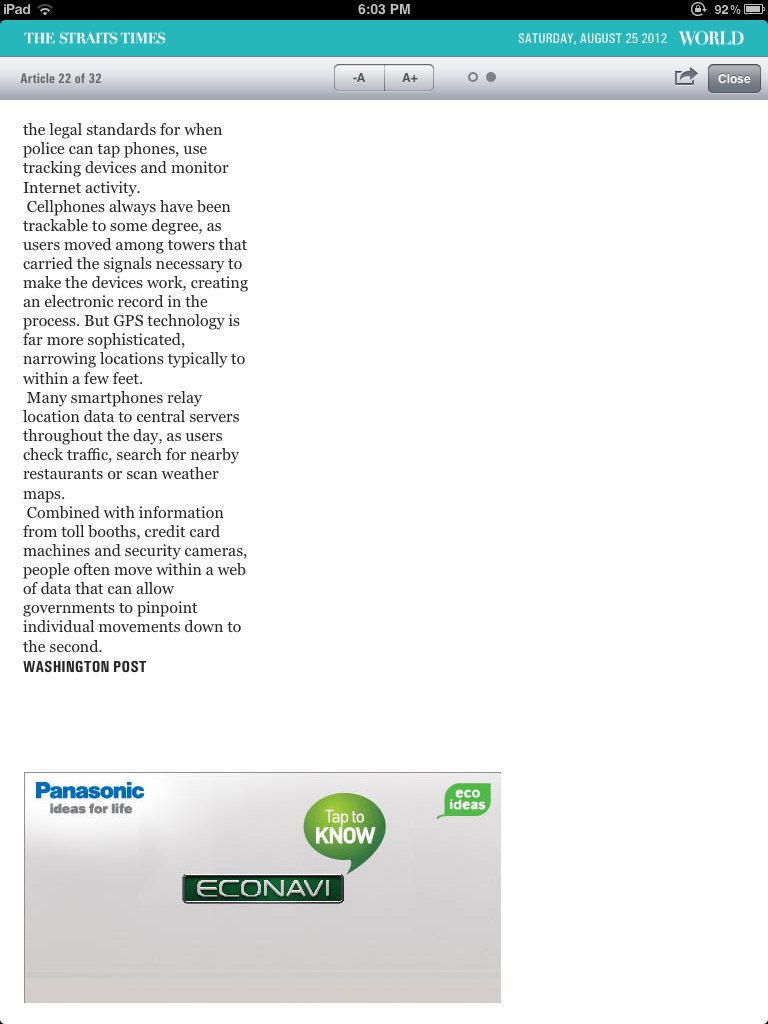 iPad 6:03 PM 92%
THE STRAITS TIMES SATURDAY, AUGUST 25 2012 WORLD
Article 22 of 32 -A A+ Close
the legal standards for when
police can tap phones, use
tracking devices and monitor
Internet activity.
Cellphones always have been
trackable to some degree, as
users moved among towers that
carried the signals necessary to
make the devices work, creating
an electronic record in the
process. But GPS technology is
far more sophisticated,
narrowing locations typically to
within a few feet.
Many smartphones relay
location data to central servers
throughout the day, as users
check traffic, search for nearby
restaurants or scan weather
maps.
Combined with information
from toll booths, credit card
machines and security cameras,
people often move within a web
of data that can allow
governments to pinpoint
individual movements down to
the second.
WASHINGTON POST
Panasonic
ideas for life
Tap to
KNOW
eco
ideas
ECONAVI